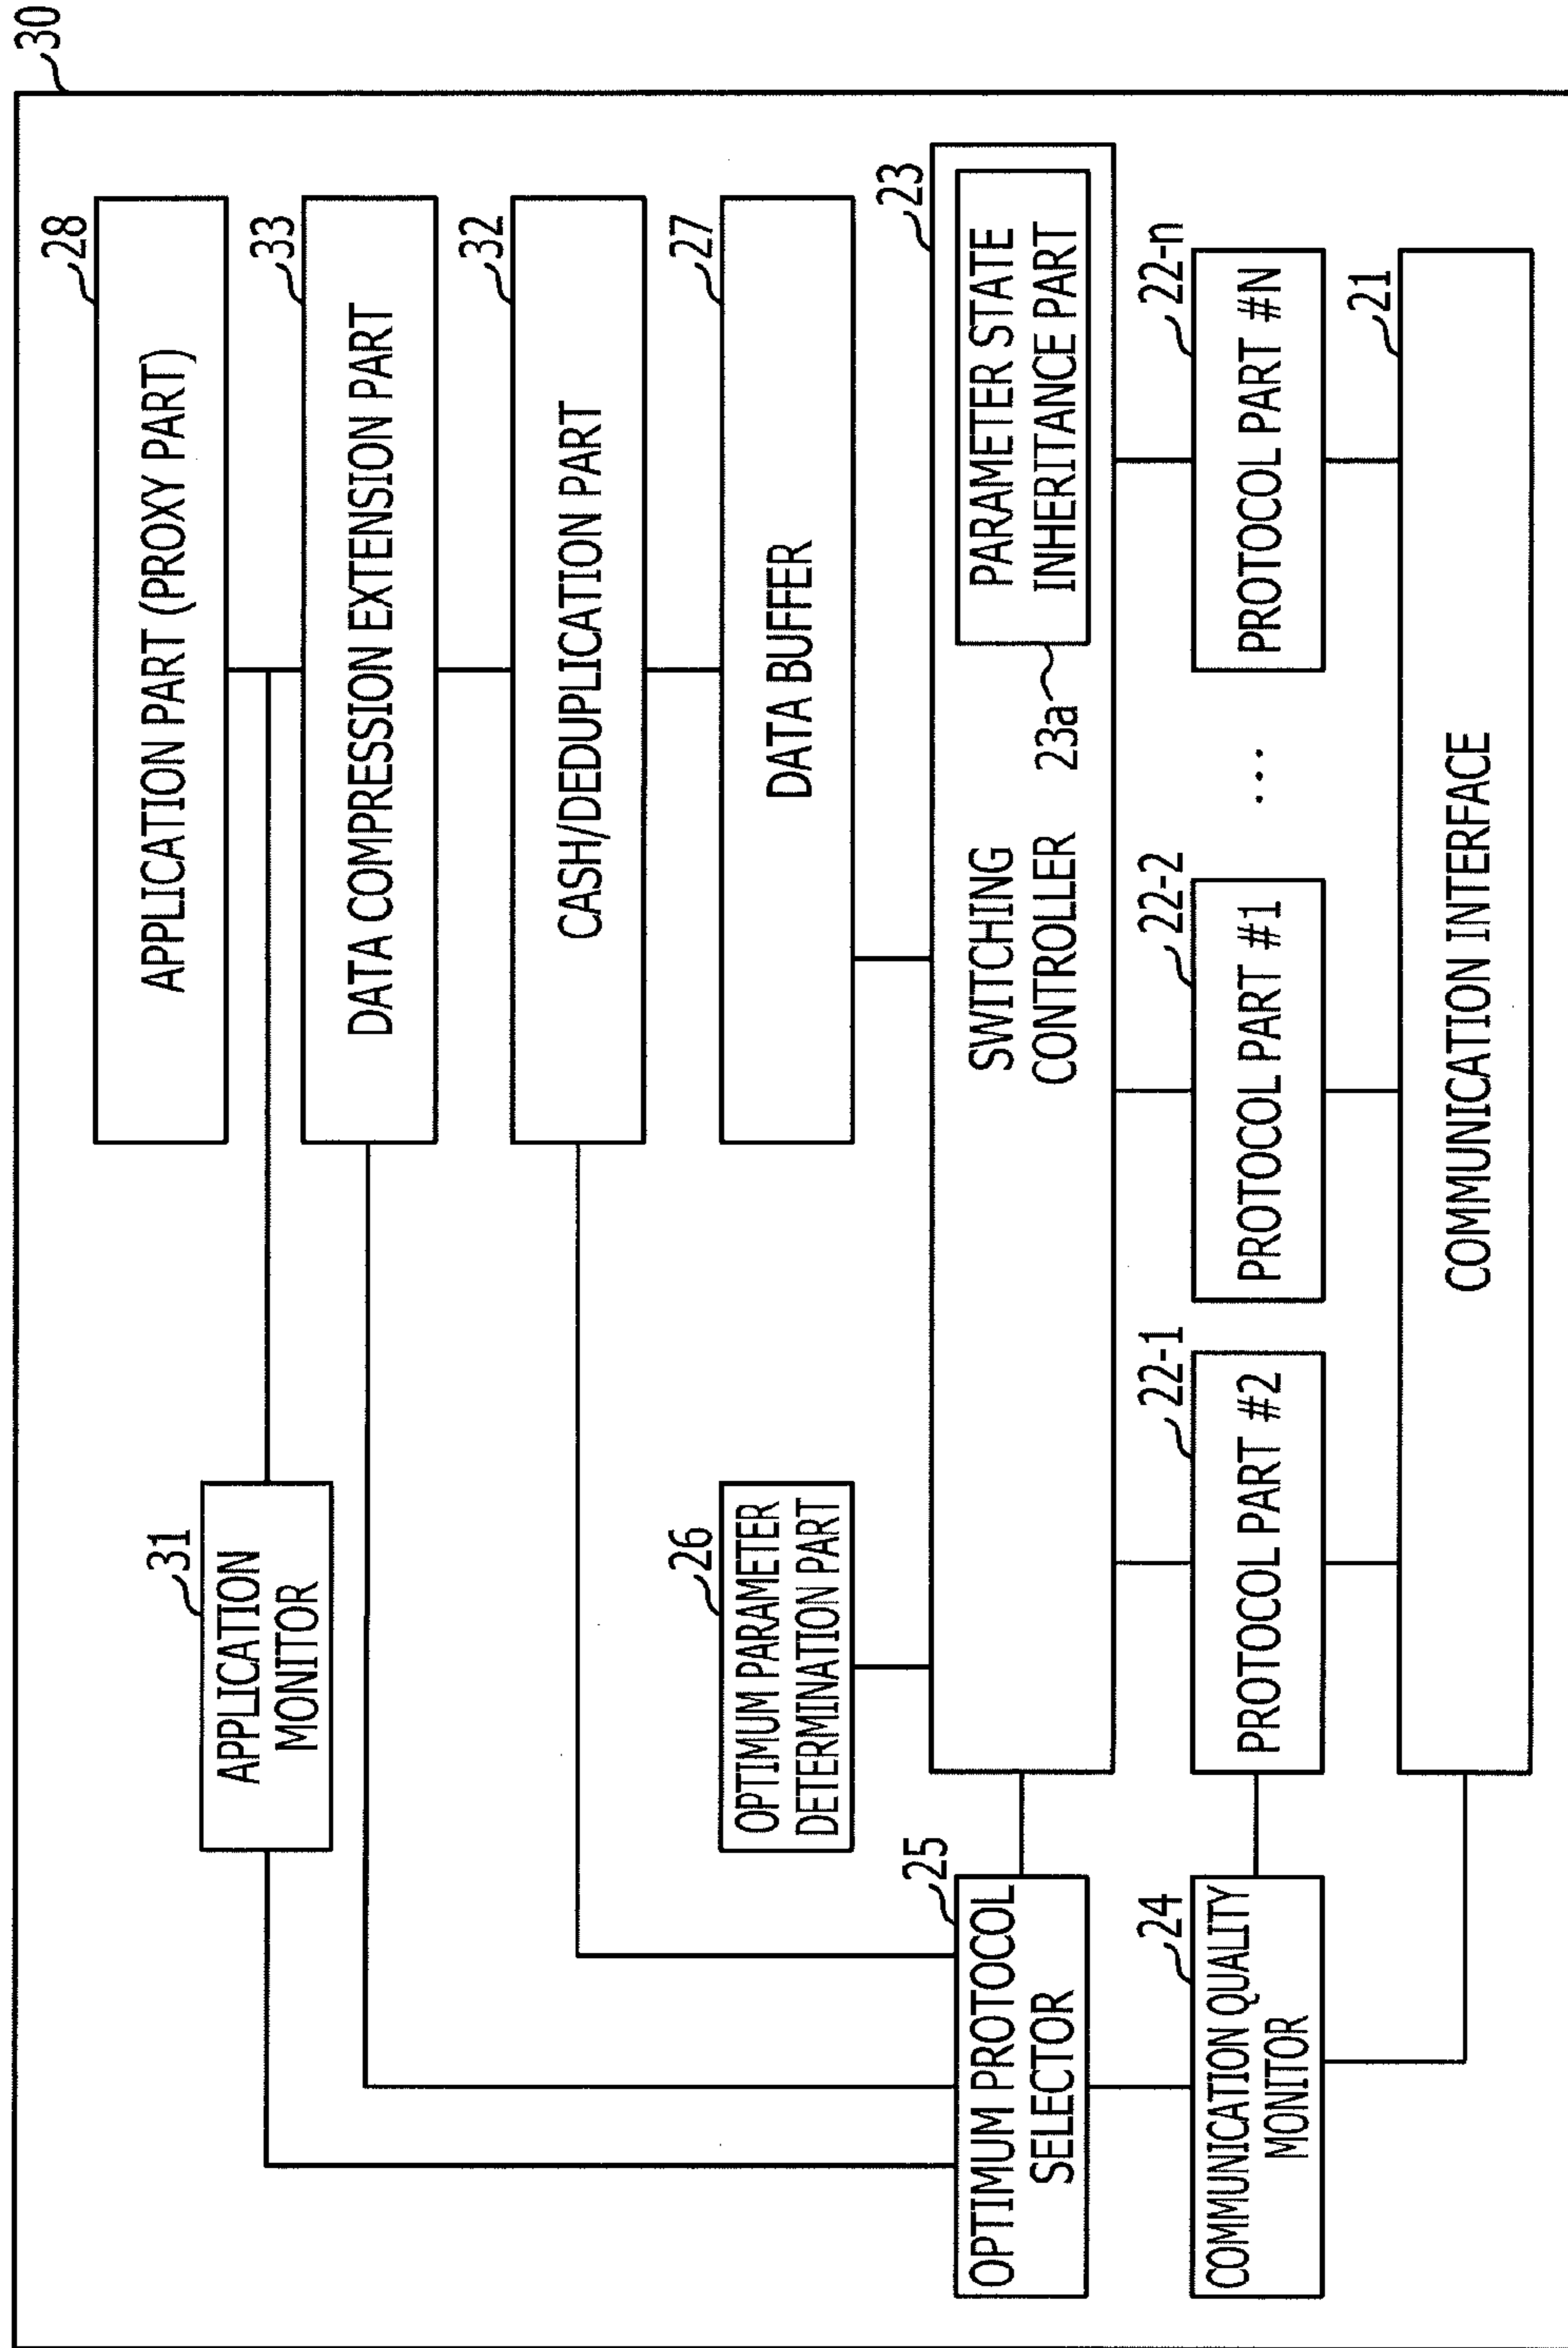 30
28
APPLICATION PART (PROXY PART)
31
APPLICATION
MONITOR
33
DATA COMPRESSION EXTENSION PART
32
CASH/DEDUPLICATION PART
26
OPTIMUM PARAMETER
DETERMINATION PART
27
DATA BUFFER
25
OPTIMUM PROTOCOL
SELECTOR
23
SWITCHING
CONTROLLER
23a
PARAMETER STATE
INHERITANCE PART
24
COMMUNICATION QUALITY
MONITOR
22-1
PROTOCOL PART #2
22-2
PROTOCOL PART #1
...
22-n
PROTOCOL PART #N
21
COMMUNICATION INTERFACE